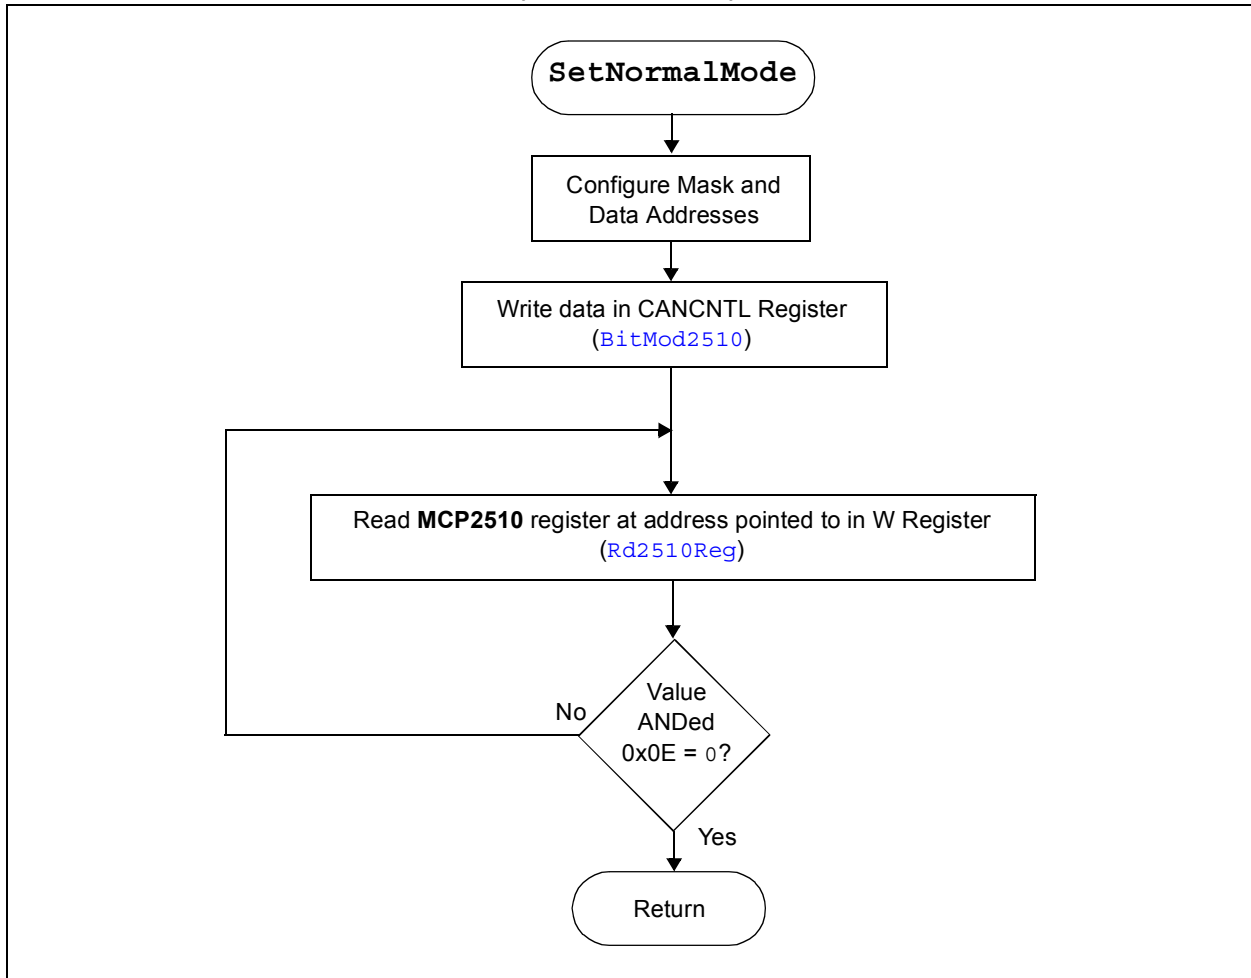 SetNormalMode
Configure Mask and
Data Addresses
Write data in CANCNTL Register
(BitMod2510)
Read MCP2510 register at address pointed to in W Register
(Rd2510Reg)
Value
ANDed
0x0E = 0?
No
Yes
Return